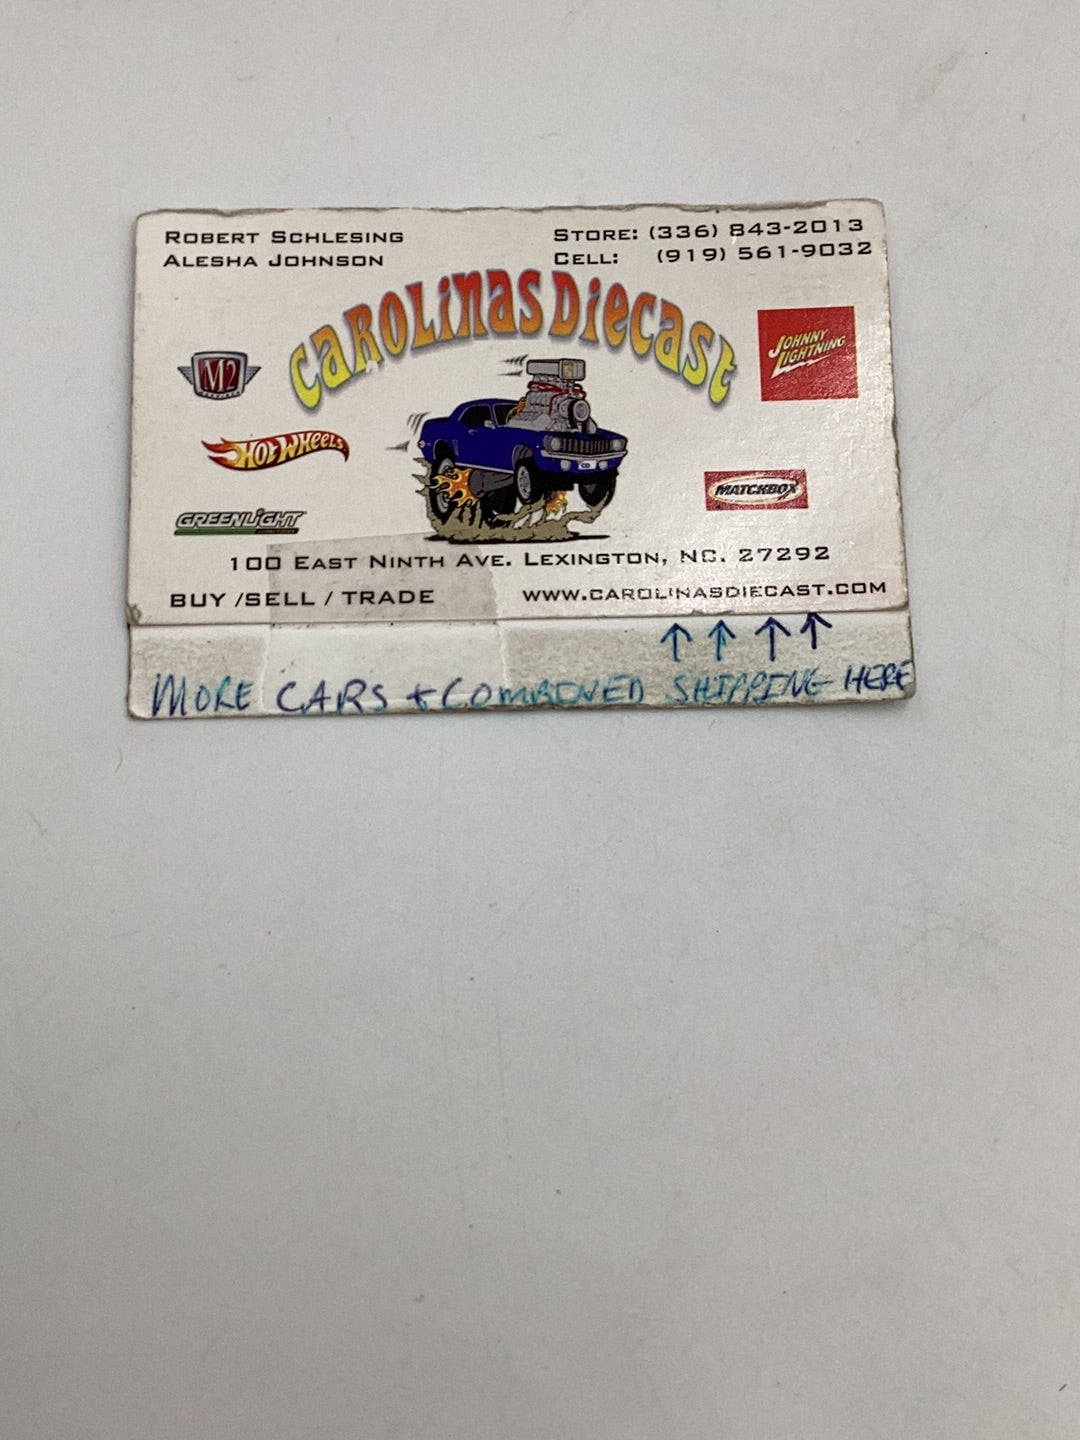 ROBERT SCHLESING
ALESHA JOHNSON
STORE: (336) 843-2013
CELL: (919) 561-9032
CAROLINAS DIECAST
M2
HOT WHEELS
GREENLIGHT
JOHNNY LIGHTNING
MATCHBOX
100 EAST NINTH AVE. LEXINGTON, NC. 27292
BUY /SELL / TRADE
WWW.CAROLINASDIECAST.COM
↑ ↑ ↑ ↑
MORE CARS + COMBINED SHIPPING HERE